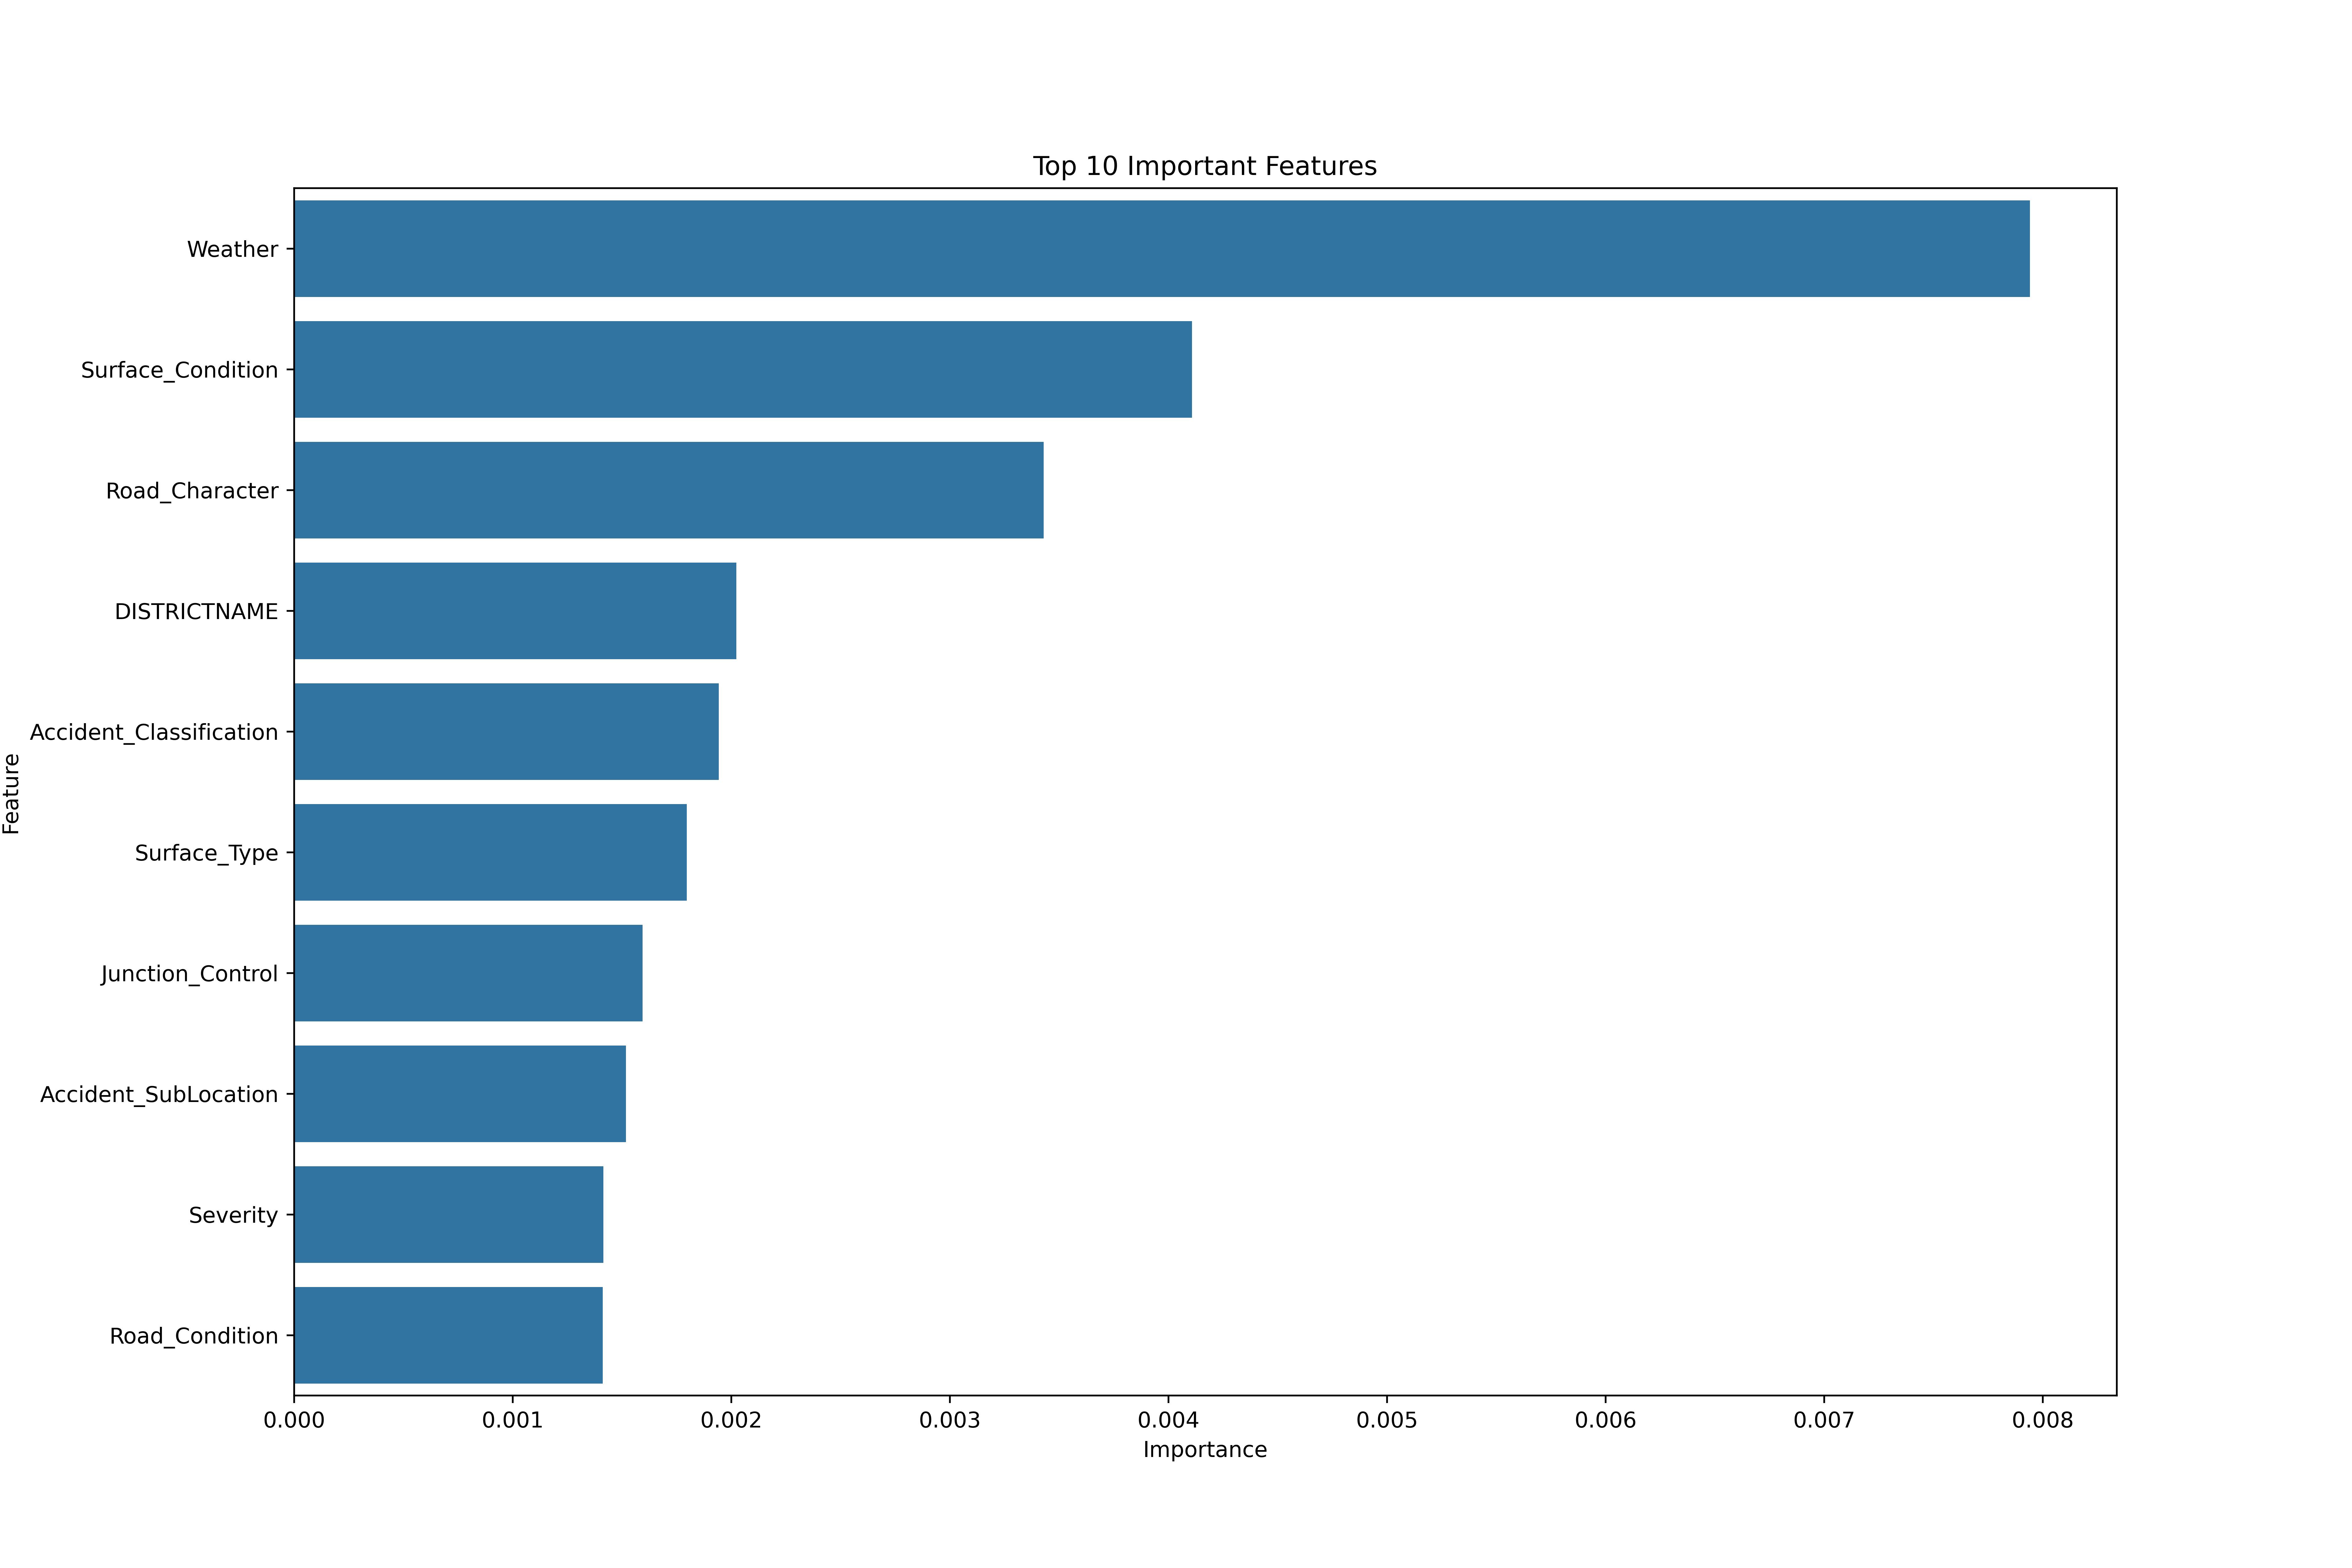 Top 10 Important Features
Weather
Surface_Condition
Road_Character
DISTRICTNAME
Accident_Classification
Surface_Type
Junction_Control
Accident_SubLocation
Severity
Road_Condition
Feature
0.000 0.001 0.002 0.003 0.004 0.005 0.006 0.007 0.008
Importance